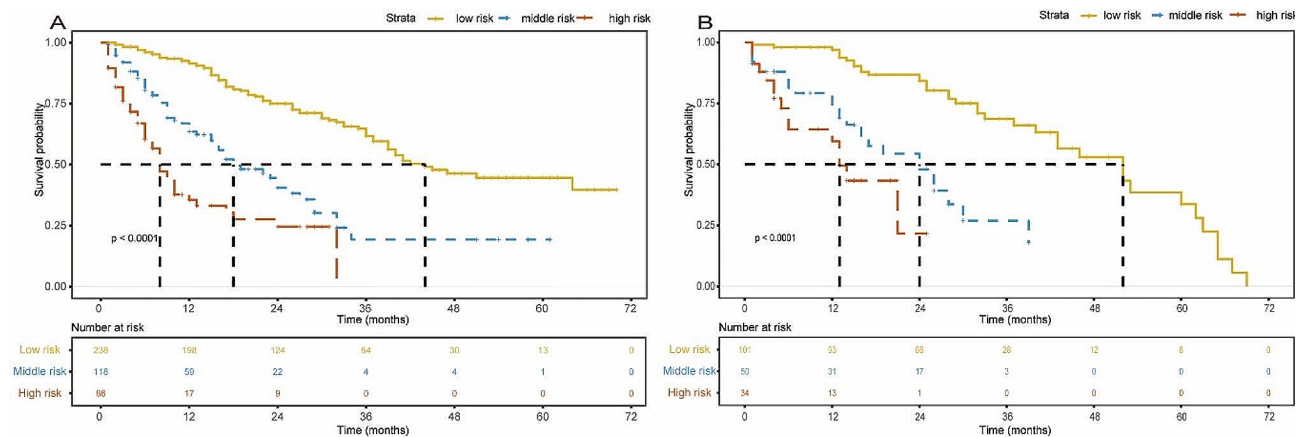 A
Strata low risk middle risk high risk
1.00
0.75
0.50
0.25
0.00
Survival probability
p < 0.0001
0 12 24 36 48 60 72
Time (months)
Number at risk
Low risk 238 198 124 64 30 13 0
Middle risk 118 59 22 4 4 1 0
High risk 66 17 9 0 0 0 0
0 12 24 36 48 60 72
Time (months)
B
Strata low risk middle risk high risk
1.00
0.75
0.50
0.25
0.00
Survival probability
p < 0.0001
0 12 24 36 48 60 72
Time (months)
Number at risk
Low risk 101 93 68 28 12 8 0
Middle risk 50 31 17 3 0 0 0
High risk 34 13 1 0 0 0 0
0 12 24 36 48 60 72
Time (months)